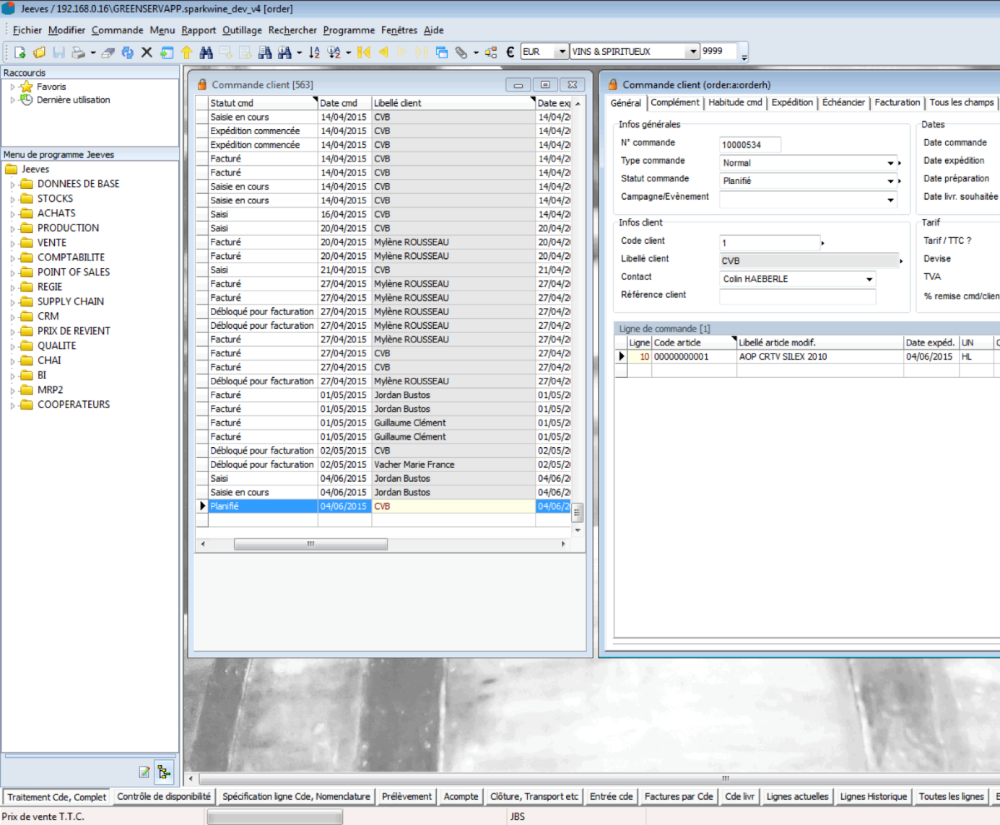 Jeeves / 192.168.0.16\GREENSERVAPP.sparkwine_dev_v4 [order]
Fichier Modifier Commande Menu Rapport Outillage Rechercher Programme Fenêtres Aide
€ EUR VINS & SPIRITUEUX 9999
Raccourcis
Favoris
Dernière utilisation
Menu de programme Jeeves
Jeeves
DONNEES DE BASE
STOCKS
ACHATS
PRODUCTION
VENTE
COMPTABILITE
POINT OF SALES
REGIE
SUPPLY CHAIN
CRM
PRIX DE REVIENT
QUALITE
CHAI
BI
MRP2
COOPERATEURS
Commande client [563]
Statut cmd Date cmd Libellé client Date exp
Saisie en cours 14/04/2015 CVB 14/04/2
Expédition commencée 14/04/2015 CVB 14/04/2
Expédition commencée 14/04/2015 CVB 14/04/2
Facturé 14/04/2015 CVB 14/04/2
Facturé 14/04/2015 CVB 14/04/2
Saisie en cours 14/04/2015 CVB 14/04/2
Saisie en cours 14/04/2015 CVB 14/04/2
Saisi 16/04/2015 CVB 14/04/2
Saisi 20/04/2015 CVB 20/04/2
Facturé 20/04/2015 Mylène ROUSSEAU 20/04/2
Facturé 20/04/2015 Mylène ROUSSEAU 20/04/2
Saisi 21/04/2015 CVB 21/04/2
Facturé 27/04/2015 Mylène ROUSSEAU 27/04/2
Facturé 27/04/2015 Mylène ROUSSEAU 27/04/2
Débloqué pour facturation 27/04/2015 Mylène ROUSSEAU 27/04/2
Débloqué pour facturation 27/04/2015 Mylène ROUSSEAU 27/04/2
Facturé 27/04/2015 Mylène ROUSSEAU 27/04/2
Facturé 27/04/2015 CVB 27/04/2
Facturé 27/04/2015 CVB 27/04/2
Débloqué pour facturation 27/04/2015 Mylène ROUSSEAU 27/04/2
Facturé 01/05/2015 Jordan Bustos 01/05/2
Facturé 01/05/2015 Jordan Bustos 01/05/2
Facturé 01/05/2015 Guillaume Clément 01/05/2
Facturé 01/05/2015 Guillaume Clément 01/05/2
Débloqué pour facturation 02/05/2015 CVB 02/05/2
Débloqué pour facturation 02/05/2015 Vacher Marie France 02/05/2
Saisi 04/06/2015 Jordan Bustos 04/06/2
Saisie en cours 04/06/2015 Jordan Bustos 04/06/2
Planifié 04/06/2015 CVB 04/06/2
Commande client (order:a:orderh)
Général Complément Habitude cmd Expédition Échéancier Facturation Tous les champs
Infos générales
N° commande 10000534
Type commande Normal
Statut commande Planifié
Campagne/Evènement
Dates
Date commande
Date expédition
Date préparation
Date livr. souhaitée
Infos client
Code client 1
Libellé client CVB
Contact Colin HAEBERLE
Référence client
Tarif
Tarif / TTC ?
Devise
TVA
% remise cmd/clien
Ligne de commande [1]
Ligne Code article Libellé article modif. Date expéd. UN
10 00000000001 AOP CRTV SILEX 2010 04/06/2015 HL
Traitement Cde, Complet Contrôle de disponibilité Spécification ligne Cde, Nomendature Prélèvement Acompte Clôture, Transport etc Entrée cde Factures par Cde Cde livr Lignes actuelles Lignes Historique Toutes les lignes E
Prix de vente T.T.C. JBS